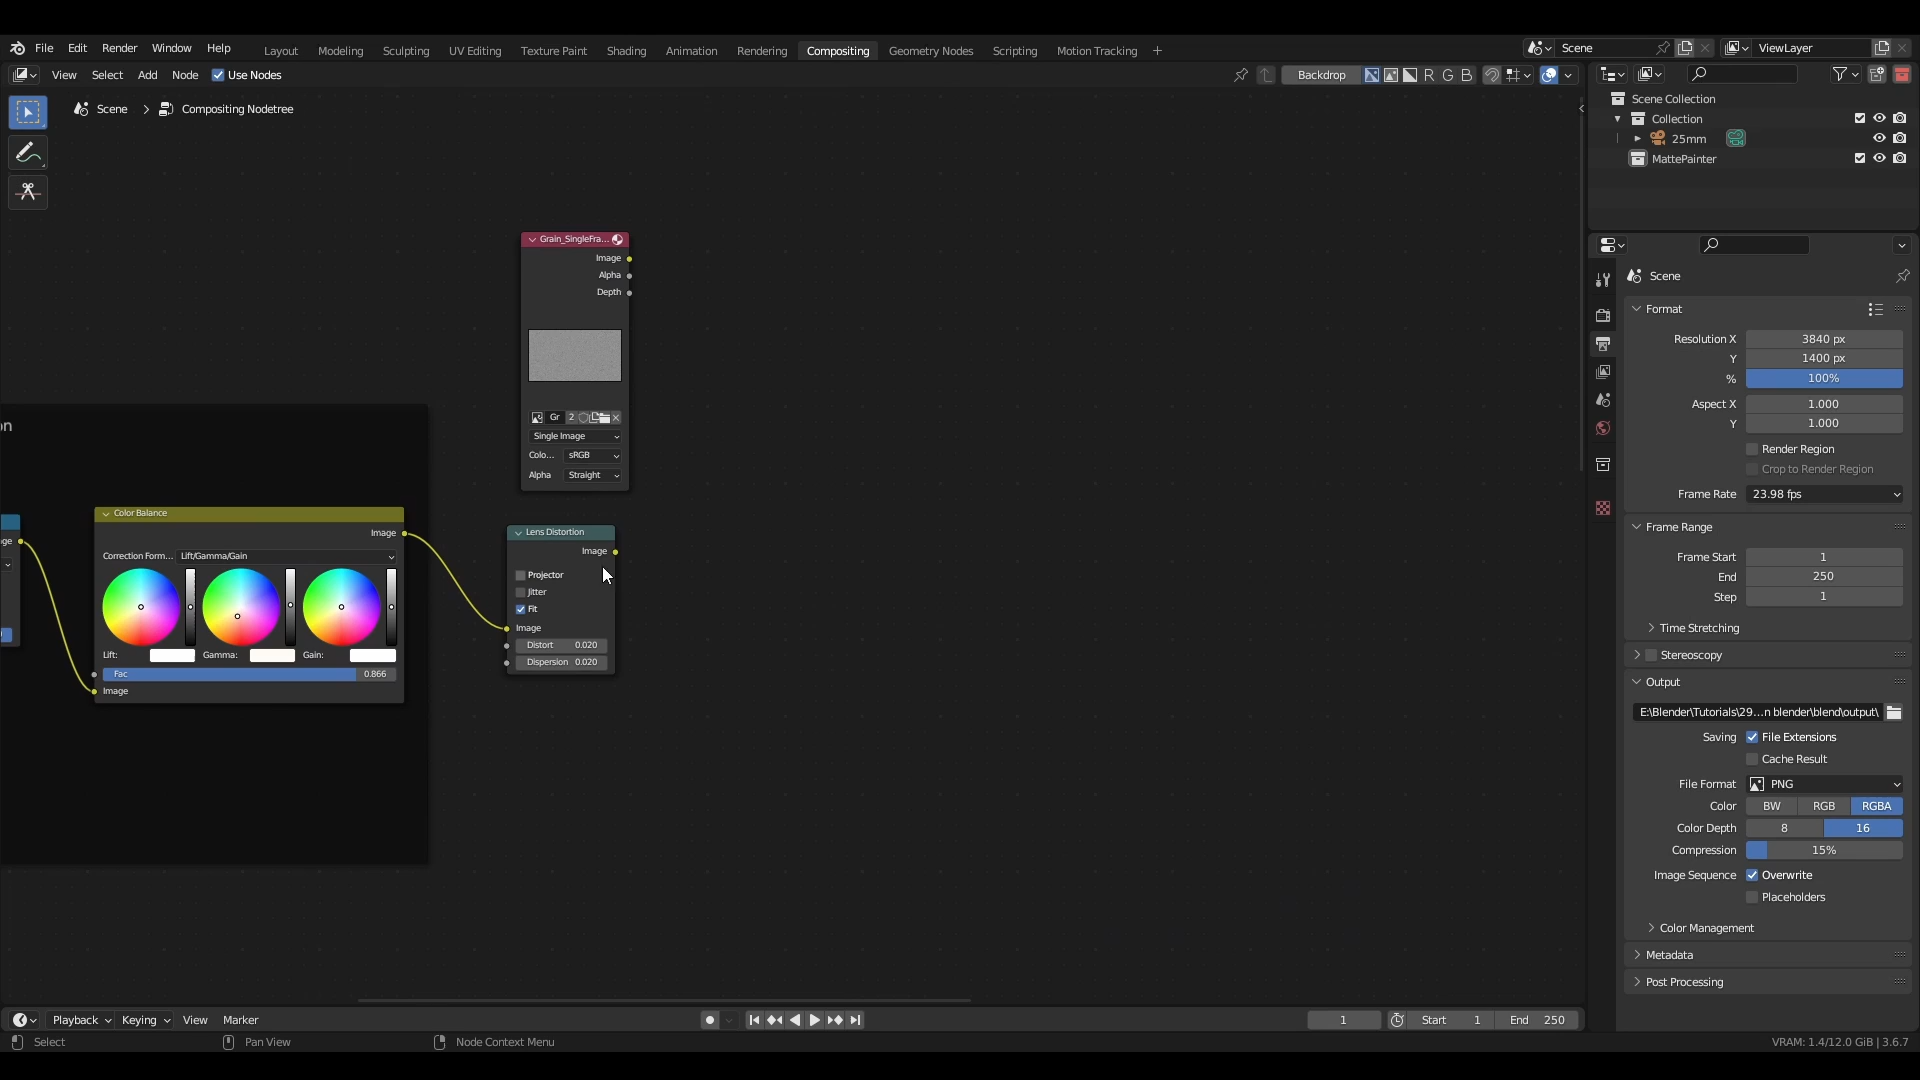 File Edit Render Window Help
Layout Modeling Sculpting UV Editing Texture Paint Shading Animation Rendering Compositing Geometry Nodes Scripting Motion Tracking +
Scene
ViewLayer
View Select Add Node Use Nodes
Backdrop R G B
Scene > Compositing Nodetree
Scene Collection
Collection
25mm
MattePainter
Grain_SingleFra...
Image
Alpha
Depth
Gr 2
Single Image
Colo... sRGB
Alpha Straight
on
ge
Color Balance
Image
Correction Form... Lift/Gamma/Gain
Lift: Gamma: Gain:
Fac 0.866
Image
Lens Distortion
Image
Projector
Jitter
Fit
Image
Distort 0.020
Dispersion 0.020
Scene
Format
Resolution X 3840 px
Y 1400 px
% 100%
Aspect X 1.000
Y 1.000
Render Region
Crop to Render Region
Frame Rate 23.98 fps
Frame Range
Frame Start 1
End 250
Step 1
Time Stretching
Stereoscopy
Output
E:\Blender\Tutorials\29...n blender\blend\output\
Saving File Extensions
Cache Result
File Format PNG
Color BW RGB RGBA
Color Depth 8 16
Compression 15%
Image Sequence Overwrite
Placeholders
Color Management
Metadata
Post Processing
Playback Keying View Marker
1 Start 1 End 250
Select Pan View Node Context Menu
VRAM: 1.4/12.0 GiB | 3.6.7